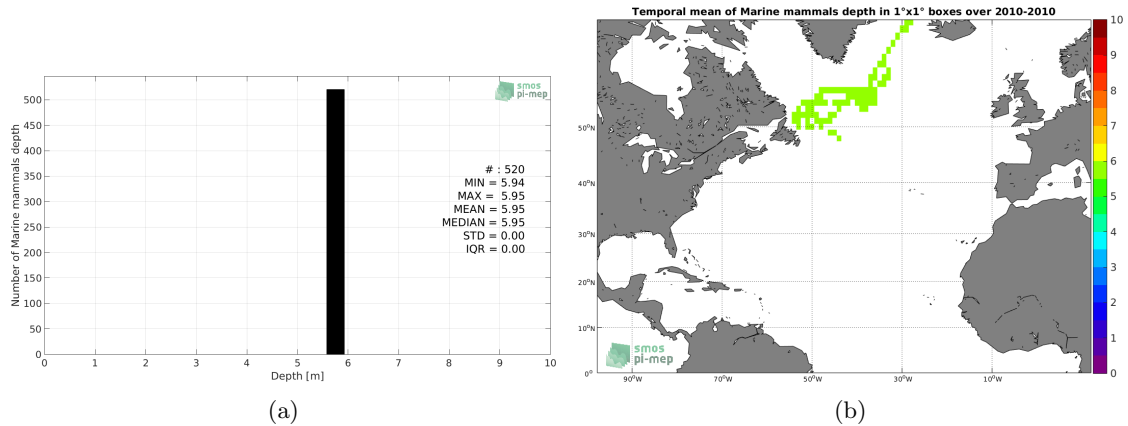 smos
pi-mep
500
450
400
350
300
250
200
150
100
50
0
Number of Marine mammals depth
# : 520
MIN = 5.94
MAX = 5.95
MEAN = 5.95
MEDIAN = 5.95
STD = 0.00
IQR = 0.00
0 1 2 3 4 5 6 7 8 9 10
Depth [m]
(a)
Temporal mean of Marine mammals depth in 1°x1° boxes over 2010-2010
50°N
40°N
30°N
20°N
10°N
0°
90°W 70°W 50°W 30°W 10°W
smos
pi-mep
10
9
8
7
6
5
4
3
2
1
0
(b)